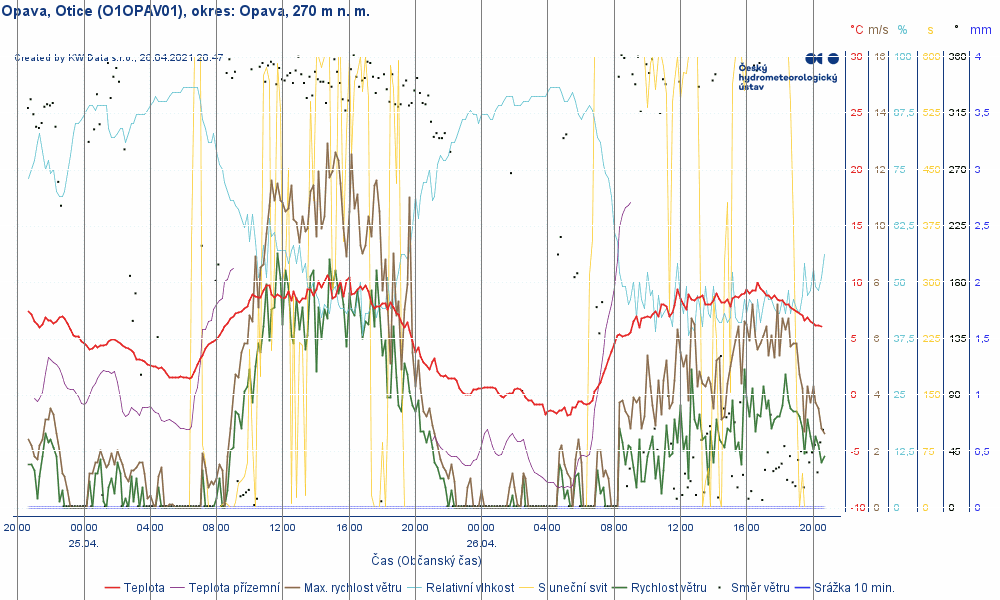 Opava, Otice (O1OPAV01), okres: Opava, 270 m n. m.
°C m/s % s ° mm
Created by KW Data s.r.o., 26.04.2021 20:47
Český
hydrometeorologický
ústav
30 16 100 600 360 4
25 14 87,5 525 315 3,5
20 12 75 450 270 3
15 10 62,5 375 225 2,5
10 8 50 300 180 2
5 6 37,5 225 135 1,5
0 4 25 150 90 1
-5 2 12,5 75 45 0,5
-10 0 0 0 0 0
20:00 00:00 04:00 08:00 12:00 16:00 20:00 00:00 04:00 08:00 12:00 16:00 20:00
25.04. 26.04.
Čas (Občanský čas)
Teplota Teplota přízemní Max. rychlost větru Relativní vlhkost Sluneční svit Rychlost větru Směr větru Srážka 10 min.